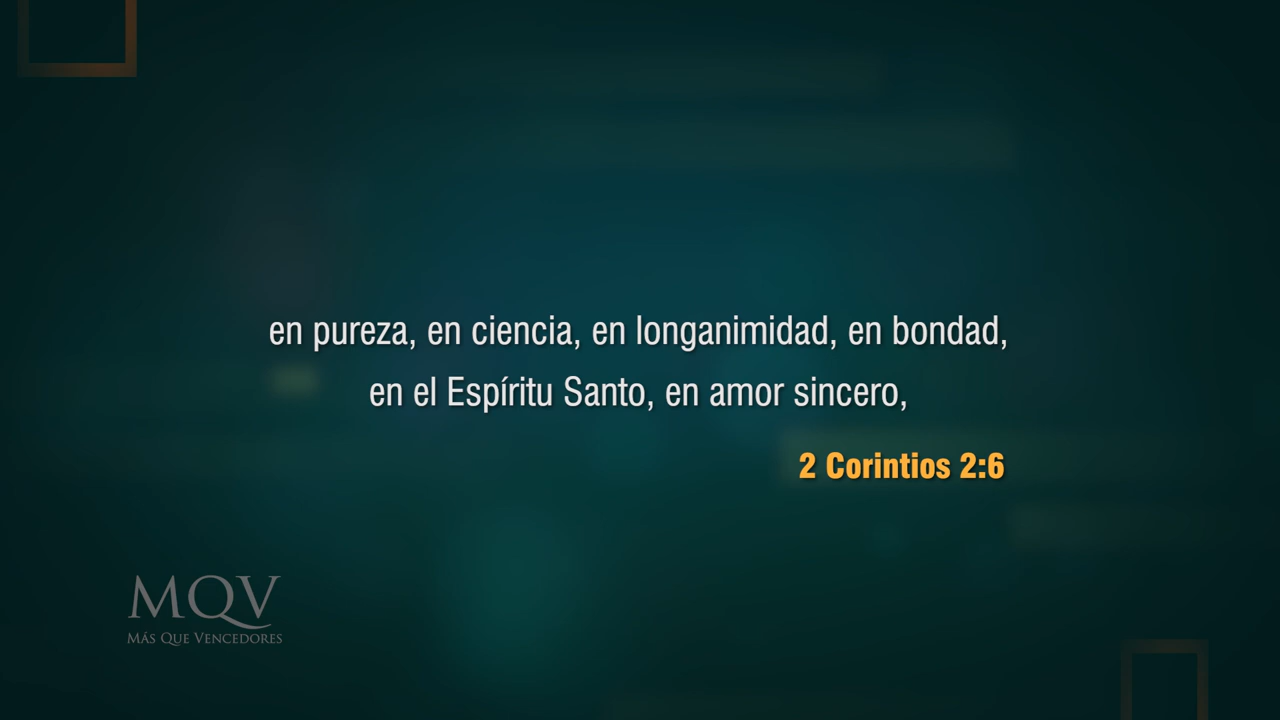 en pureza, en ciencia, en longanimidad, en bondad,
en el Espíritu Santo, en amor sincero,
2 Corintios 2:6
MQV
MÁS QUE VENCEDORES